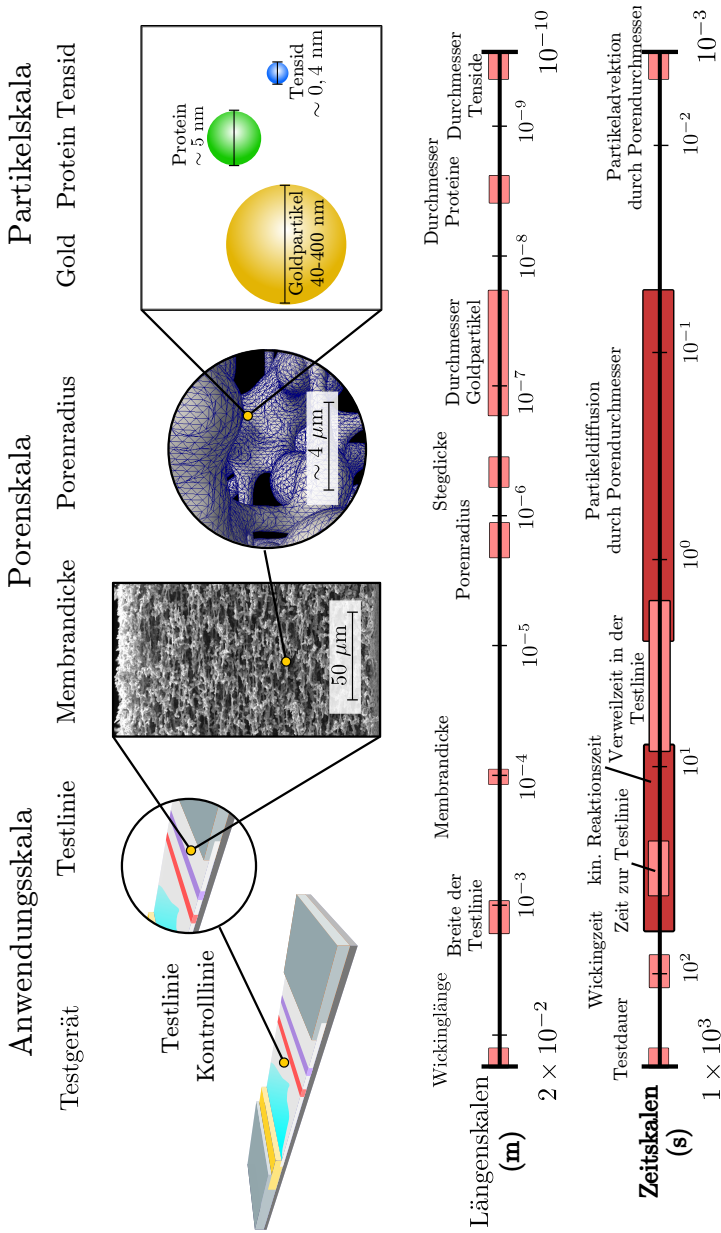 Anwendungsskala
Porenskala
Partikelskala
Testgerät
Testlinie
Membrandicke
Porenradius
Gold
Protein
Tensid
Testlinie
Kontrolllinie
50 μm
~ 4 μm
Goldpartikel
40-400 nm
Protein
~ 5 nm
Tensid
~ 0, 4 nm
Längenskalen
(m)
Wickinglänge
Breite der
Testlinie
Membrandicke
Porenradius
Stegdicke
Durchmesser
Goldpartikel
Durchmesser
Proteine
Durchmesser
Tenside
2 × 10⁻²
10⁻³
10⁻⁴
10⁻⁵
10⁻⁶
10⁻⁷
10⁻⁸
10⁻⁹
10⁻¹⁰
Zeitskalen
(s)
Testdauer
Wickingzeit
Zeit zur Testlinie
kin. Reaktionszeit
Verweilzeit in der
Testlinie
Partikeldiffusion
durch Porendurchmesser
Partikeladvektion
durch Porendurchmesser
1 × 10³
10²
10¹
10⁰
10⁻¹
10⁻²
10⁻³